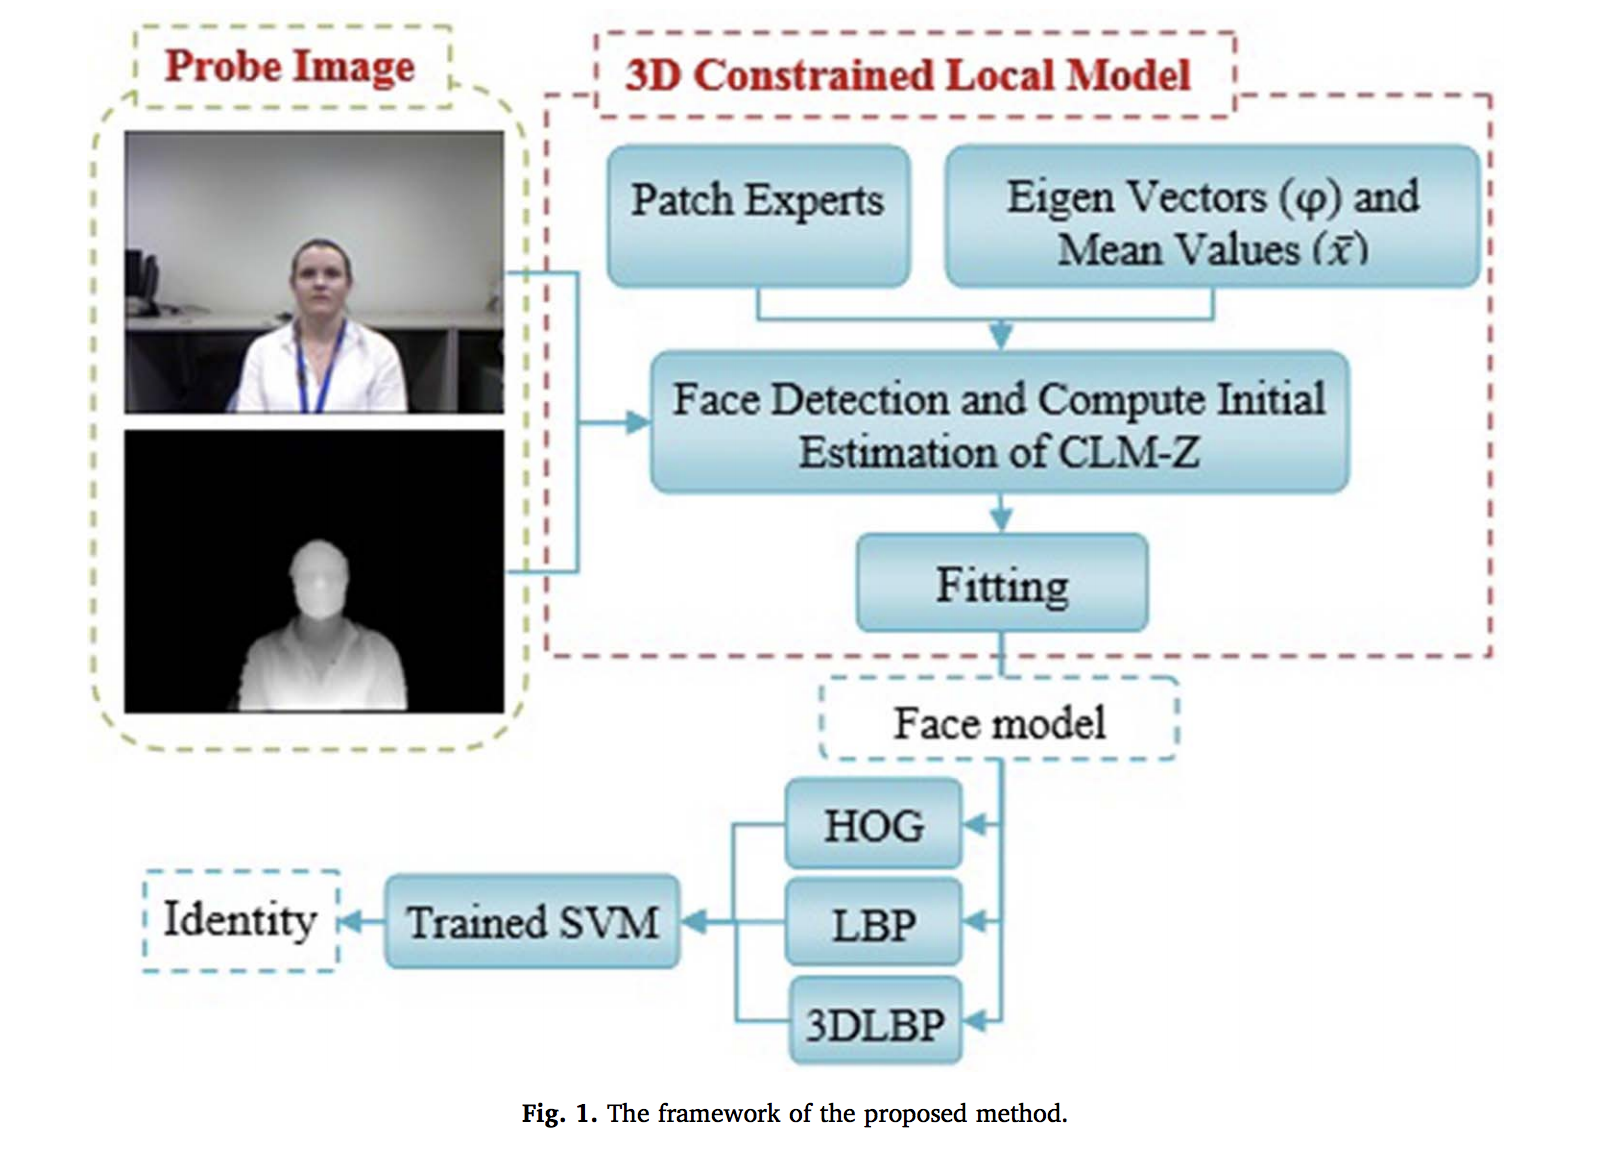 Probe Image
3D Constrained Local Model
Patch Experts
Eigen Vectors (φ) and
Mean Values (x̄)
Face Detection and Compute Initial
Estimation of CLM-Z
Fitting
Face model
HOG
LBP
3DLBP
Trained SVM
Identity
Fig. 1. The framework of the proposed method.